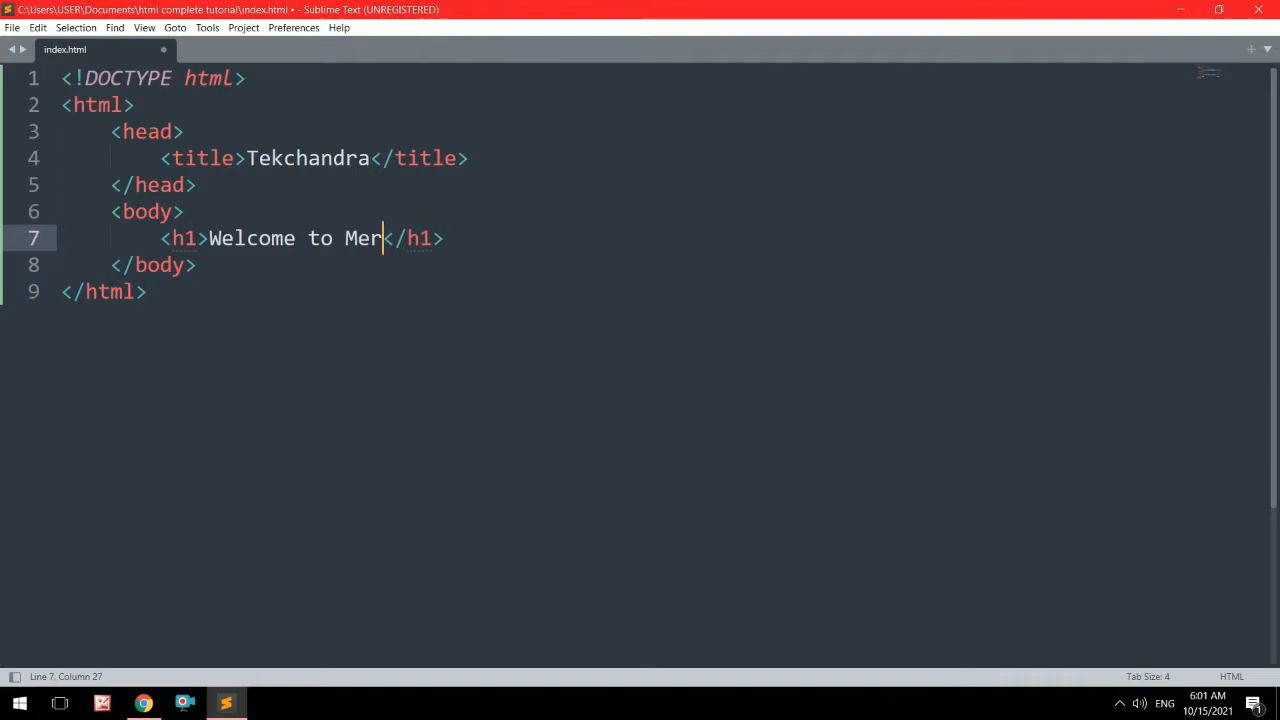 C:\Users\USER\Documents\html complete tutorial\index.html • - Sublime Text (UNREGISTERED)
File Edit Selection Find View Goto Tools Project Preferences Help
index.html
1 <!DOCTYPE html>
2 <html>
3 <head>
4 <title>Tekchandra</title>
5 </head>
6 <body>
7 <h1>Welcome to Mer</h1>
8 </body>
9 </html>
Line 7, Column 27 Tab Size: 4 HTML
ENG 6:01 AM
10/15/2021 1